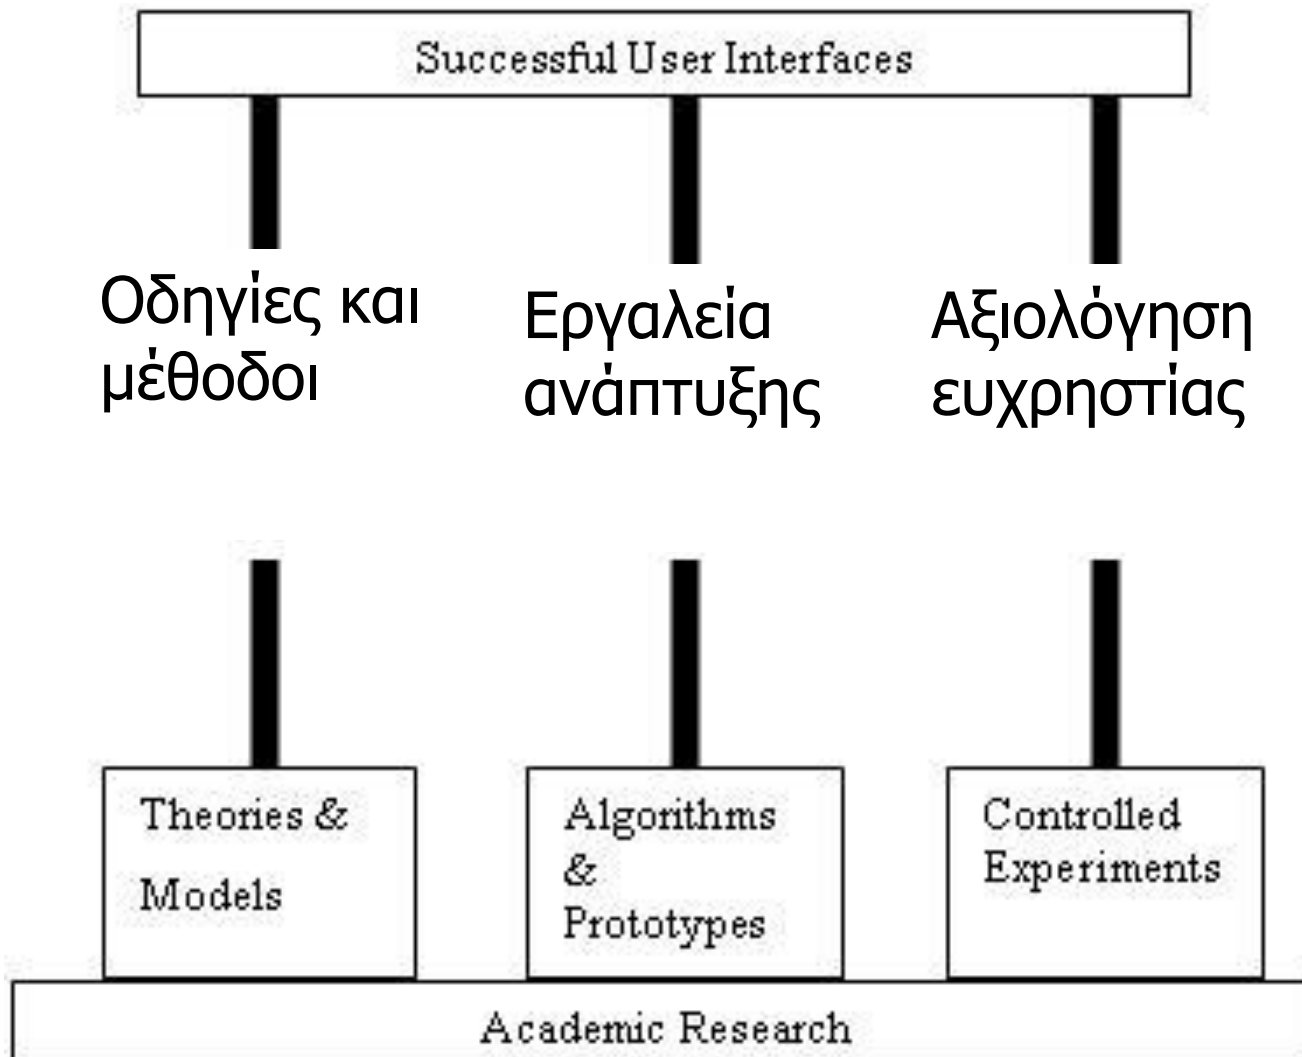 Successful User Interfaces
Οδηγίες και
μέθοδοι
Εργαλεία
ανάπτυξης
Αξιολόγηση
ευχρηστίας
Theories &
Models
Algorithms
&
Prototypes
Controlled
Experiments
Academic Research